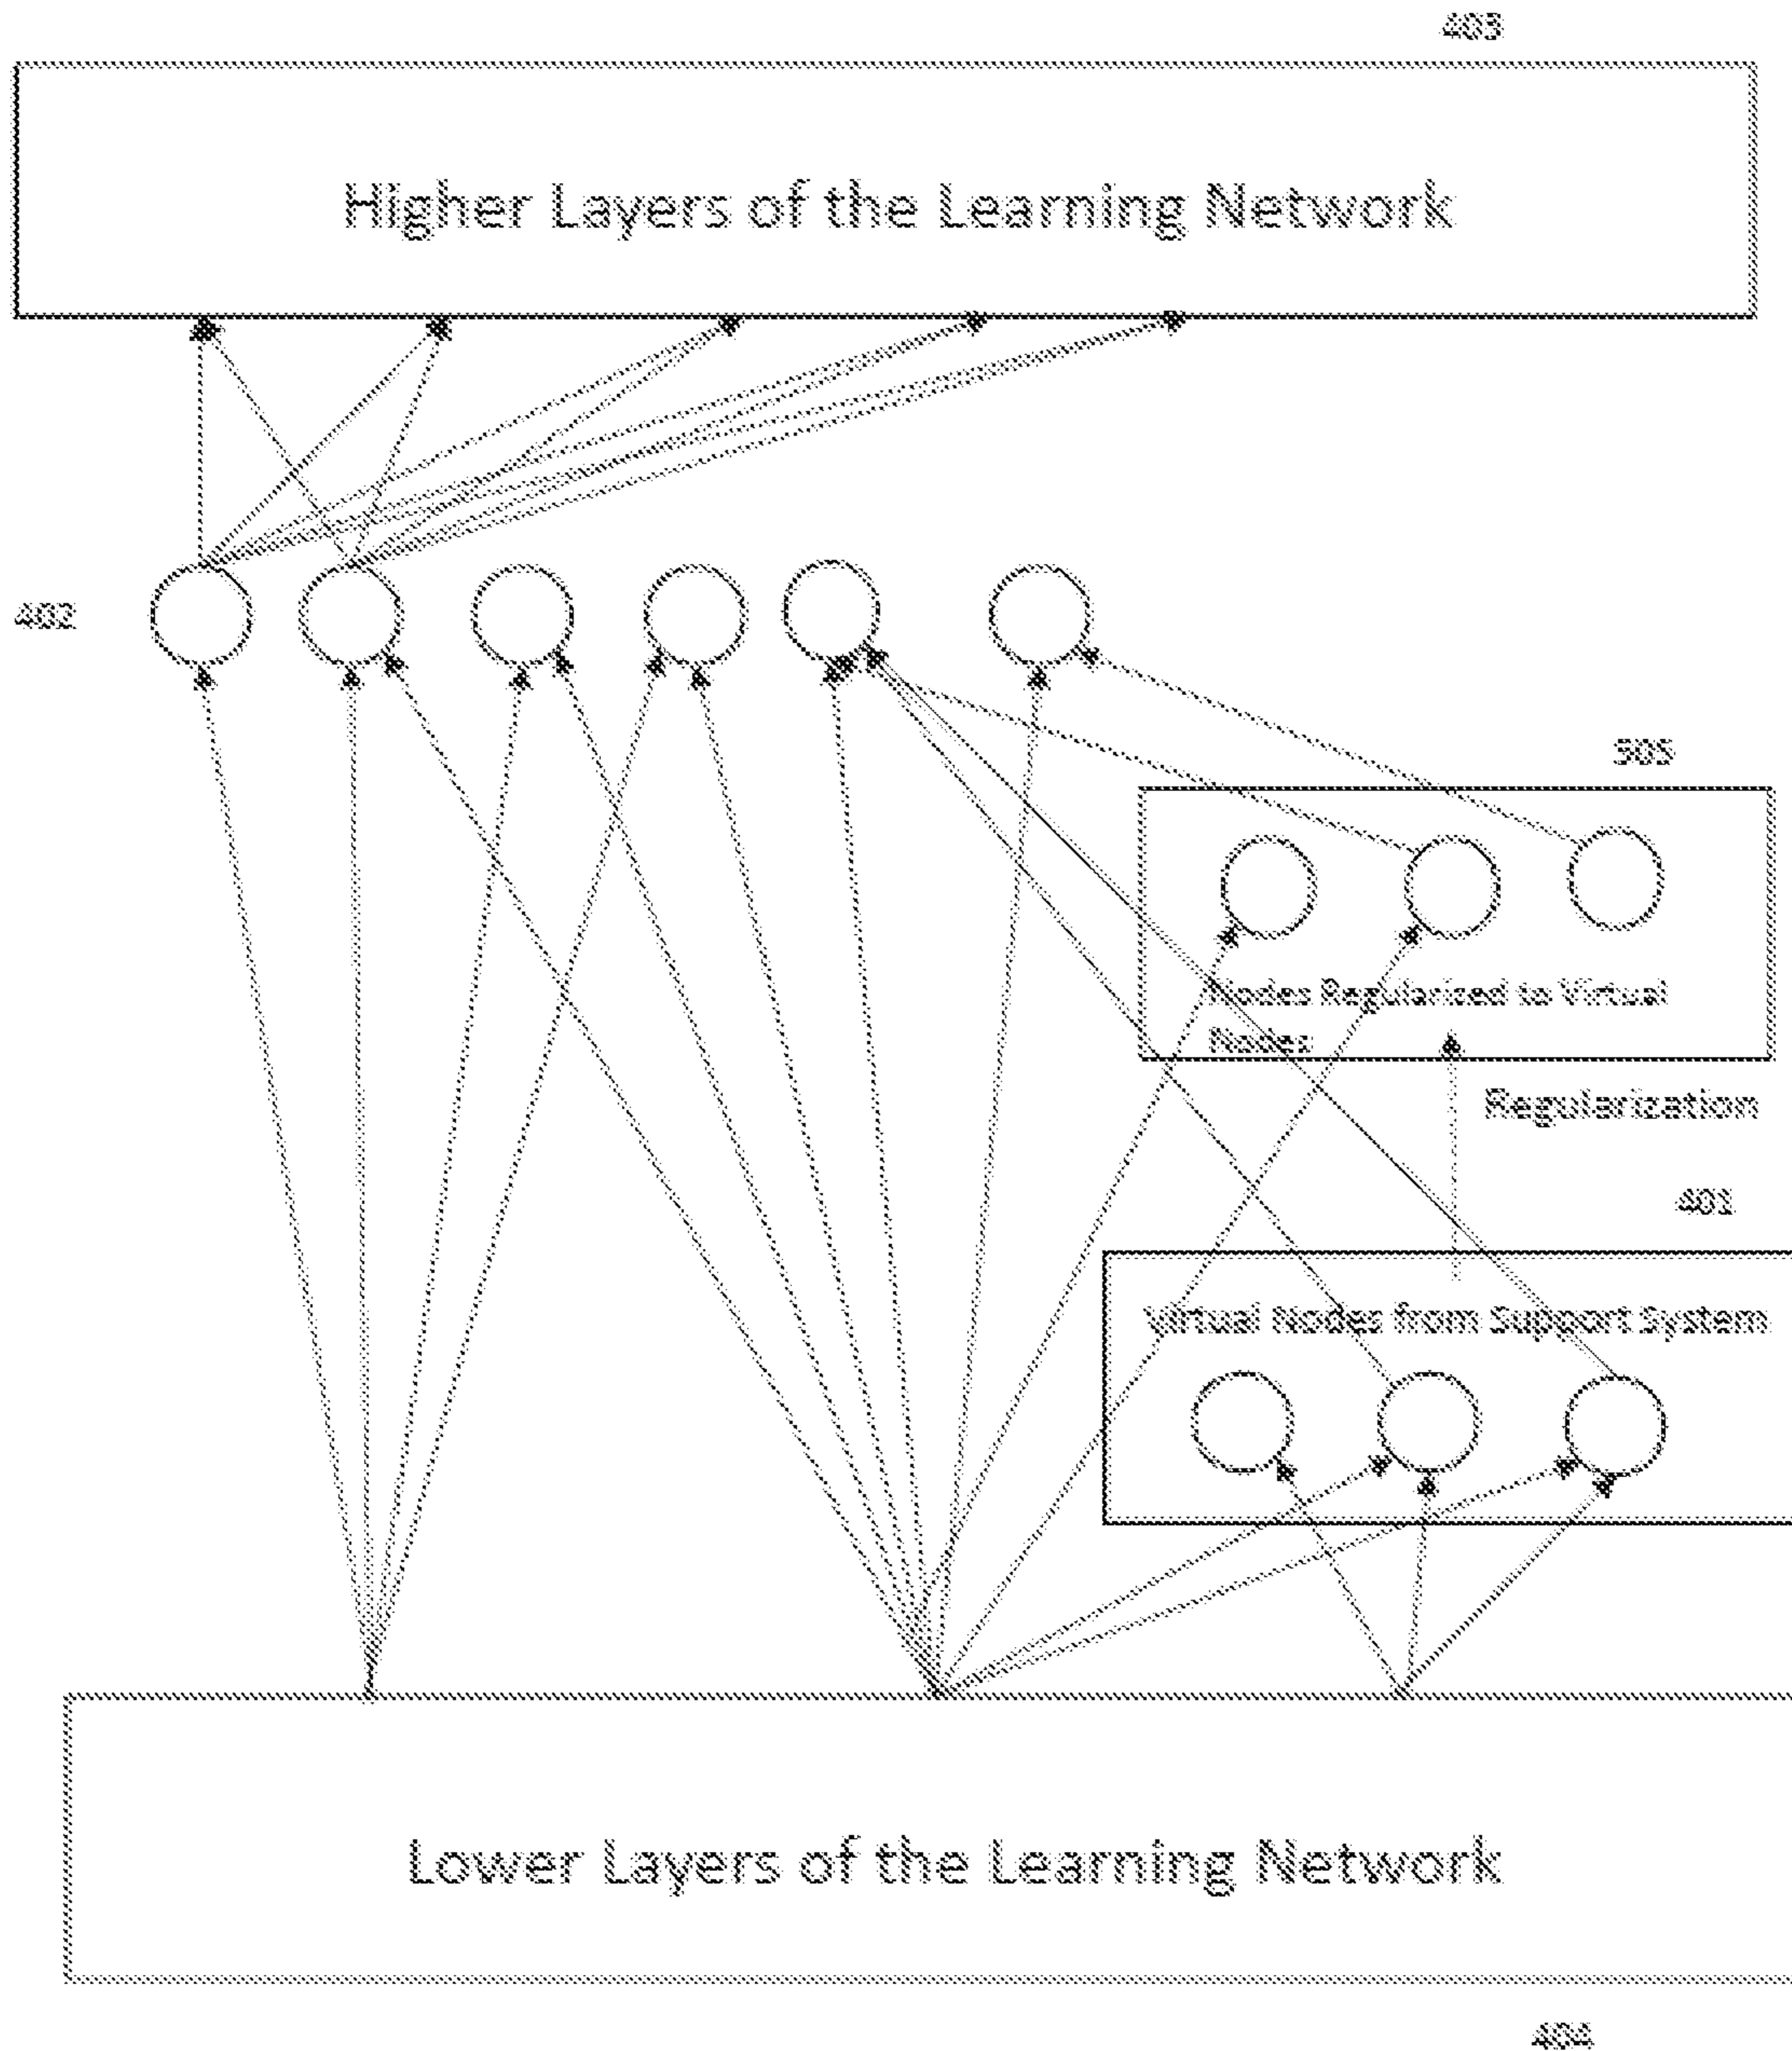 403
Higher Layers of the Learning Network
402
505
Nodes Regularized to Virtual
Nodes
Regularization
401
Virtual Nodes from Support System
Lower Layers of the Learning Network
404